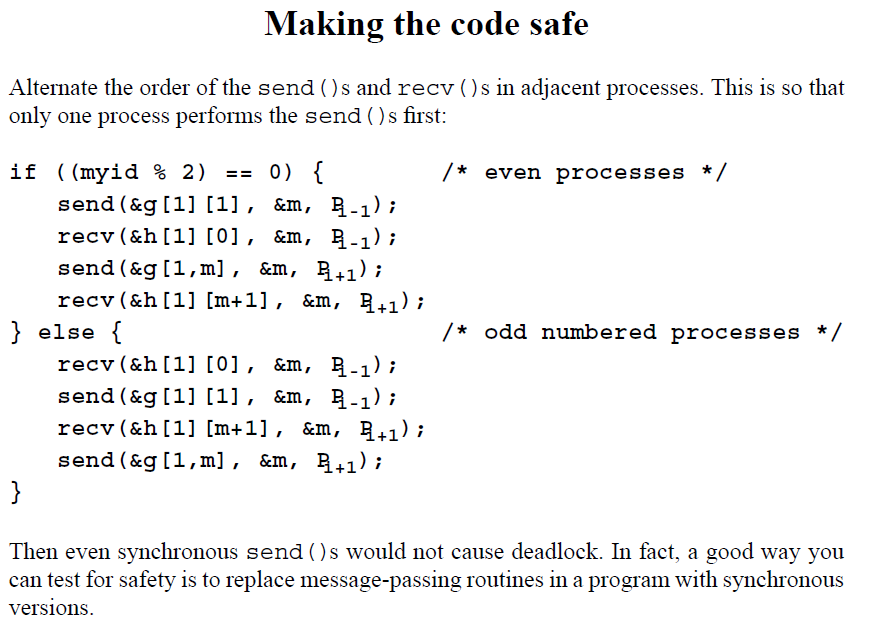 Making the code safe
Alternate the order of the send()s and recv()s in adjacent processes. This is so that
only one process performs the send()s first:
if ((myid % 2) == 0) { /* even processes */
send(&g[1][1], &m, Pi-1);
recv(&h[1][0], &m, Pi-1);
send(&g[1,m], &m, Pi+1);
recv(&h[1][m+1], &m, Pi+1);
} else { /* odd numbered processes */
recv(&h[1][0], &m, Pi-1);
send(&g[1][1], &m, Pi-1);
recv(&h[1][m+1], &m, Pi+1);
send(&g[1,m], &m, Pi+1);
}
Then even synchronous send()s would not cause deadlock. In fact, a good way you
can test for safety is to replace message-passing routines in a program with synchronous
versions.